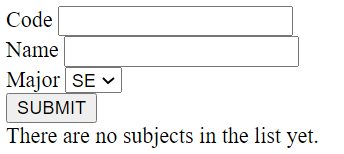 Code
Name
Major SE
SUBMIT
There are no subjects in the list yet.